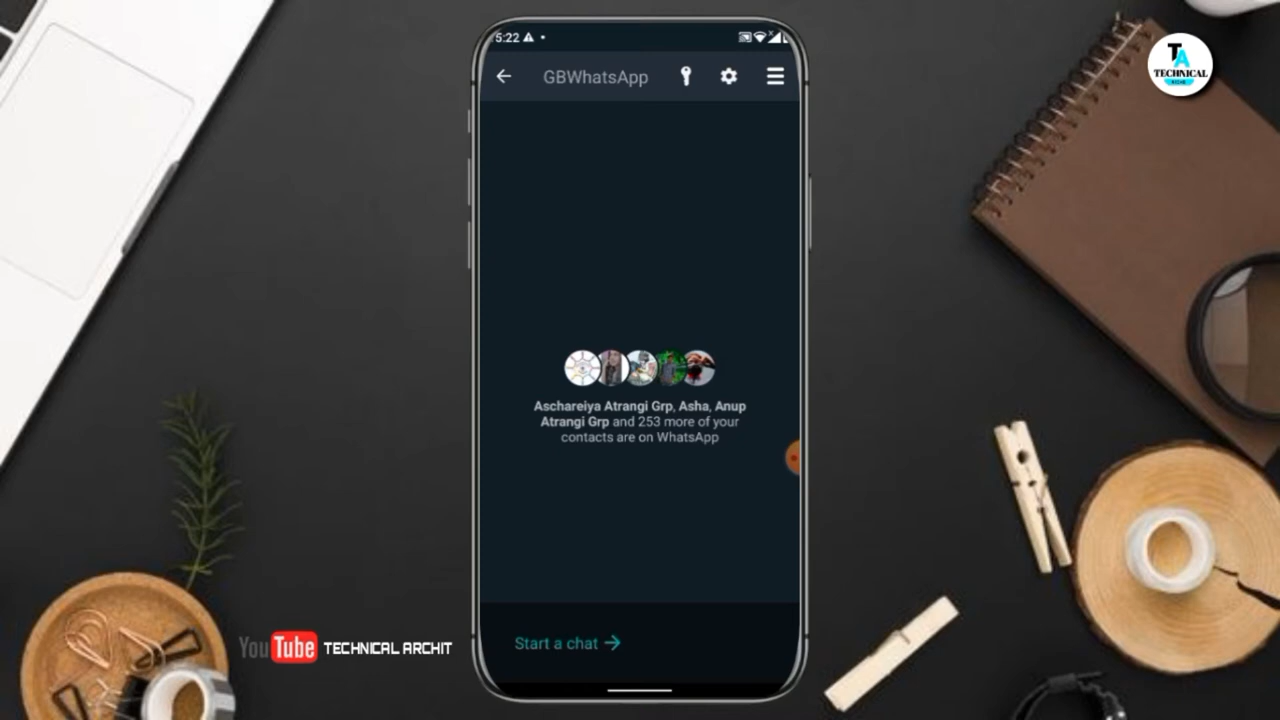 5:22
GBWhatsApp
TA
TECHNICAL
Aschareiya Atrangi Grp, Asha, Anup
Atrangi Grp and 253 more of your
contacts are on WhatsApp
Start a chat
YouTube TECHNICAL ARCHIT